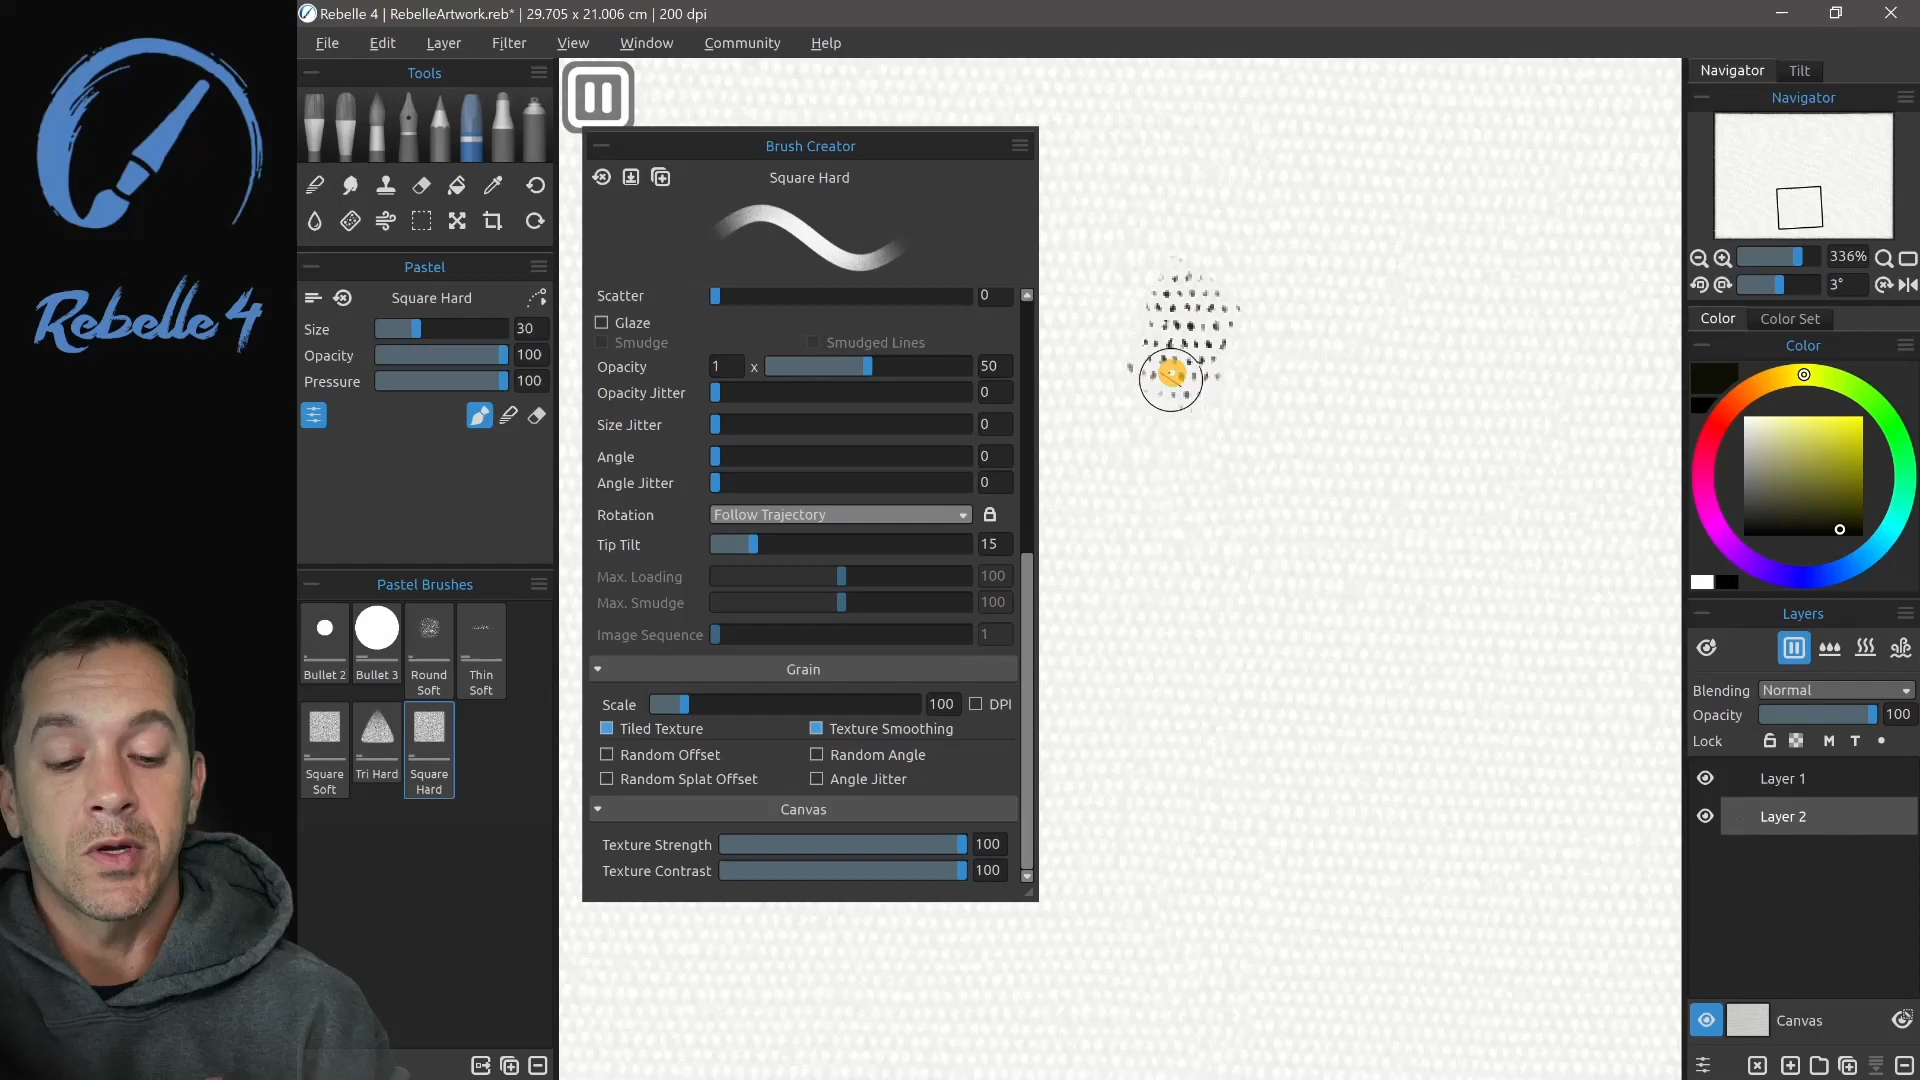 Rebelle 4 | RebelleArtwork.reb* | 29.705 x 21.006 cm | 200 dpi
File Edit Layer Filter View Window Community Help
Rebelle 4
Tools
Pastel
Square Hard
Size 30
Opacity 100
Pressure 100
Pastel Brushes
Bullet 2
Bullet 3
Round
Soft
Thin
Soft
Square
Soft
Tri Hard
Square
Hard
Brush Creator
Square Hard
Scatter 0
Glaze
Smudge Smudged Lines
Opacity 1 x 50
Opacity Jitter 0
Size Jitter 0
Angle 0
Angle Jitter 0
Rotation Follow Trajectory
Tip Tilt 15
Max. Loading 100
Max. Smudge 100
Image Sequence 1
Grain
Scale 100 DPI
Tiled Texture Texture Smoothing
Random Offset Random Angle
Random Splat Offset Angle Jitter
Canvas
Texture Strength 100
Texture Contrast 100
Navigator Tilt
Navigator
336%
3°
Color Color Set
Color
Layers
Blending Normal
Opacity 100
Lock M T
Layer 1
Layer 2
Canvas